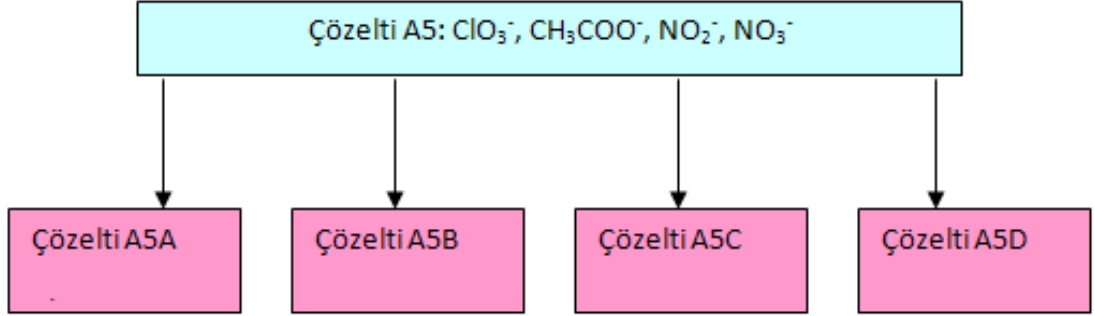 Çözelti A5: ClO₃⁻, CH₃COO⁻, NO₂⁻, NO₃⁻
Çözelti A5A
Çözelti A5B
Çözelti A5C
Çözelti A5D